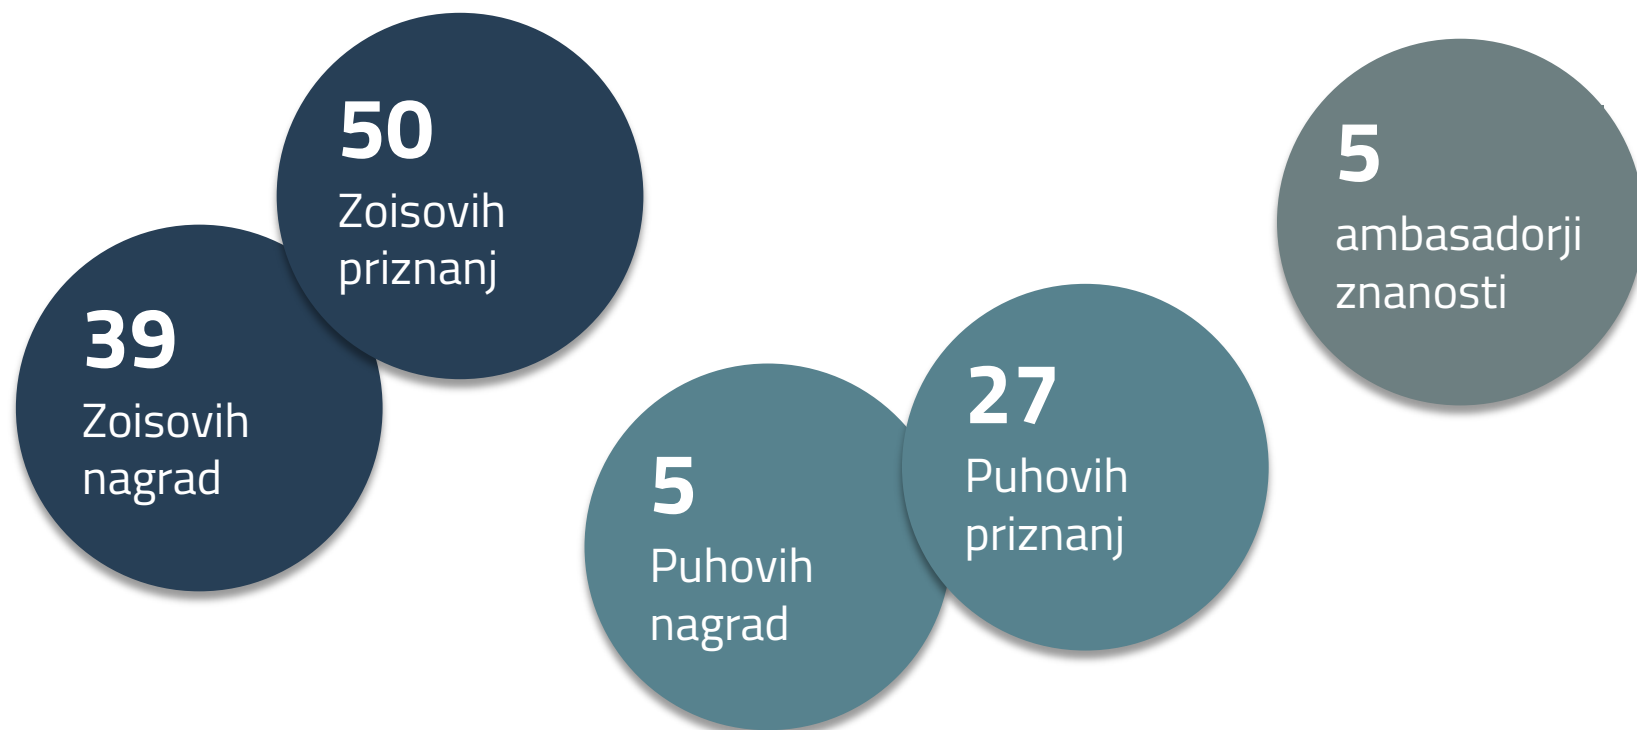 39
Zoisovih
nagrad
50
Zoisovih
priznanj
5
Puhovih
nagrad
27
Puhovih
priznanj
5
ambasadorji
znanosti